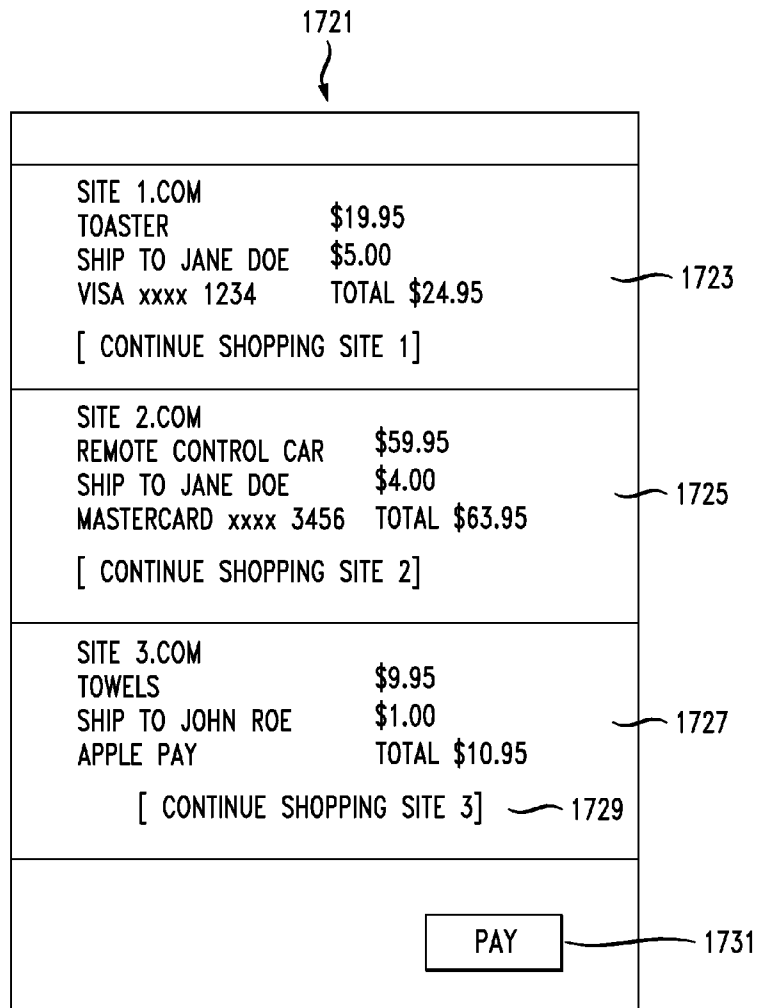 1721
SITE 1.COM
TOASTER $19.95
SHIP TO JANE DOE $5.00
VISA xxxx 1234 TOTAL $24.95
1723
[ CONTINUE SHOPPING SITE 1]
SITE 2.COM
REMOTE CONTROL CAR $59.95
SHIP TO JANE DOE $4.00
1725
MASTERCARD xxxx 3456 TOTAL $63.95
[ CONTINUE SHOPPING SITE 2]
SITE 3.COM
TOWELS $9.95
SHIP TO JOHN ROE $1.00
1727
APPLE PAY TOTAL $10.95
[ CONTINUE SHOPPING SITE 3] 1729
PAY 1731